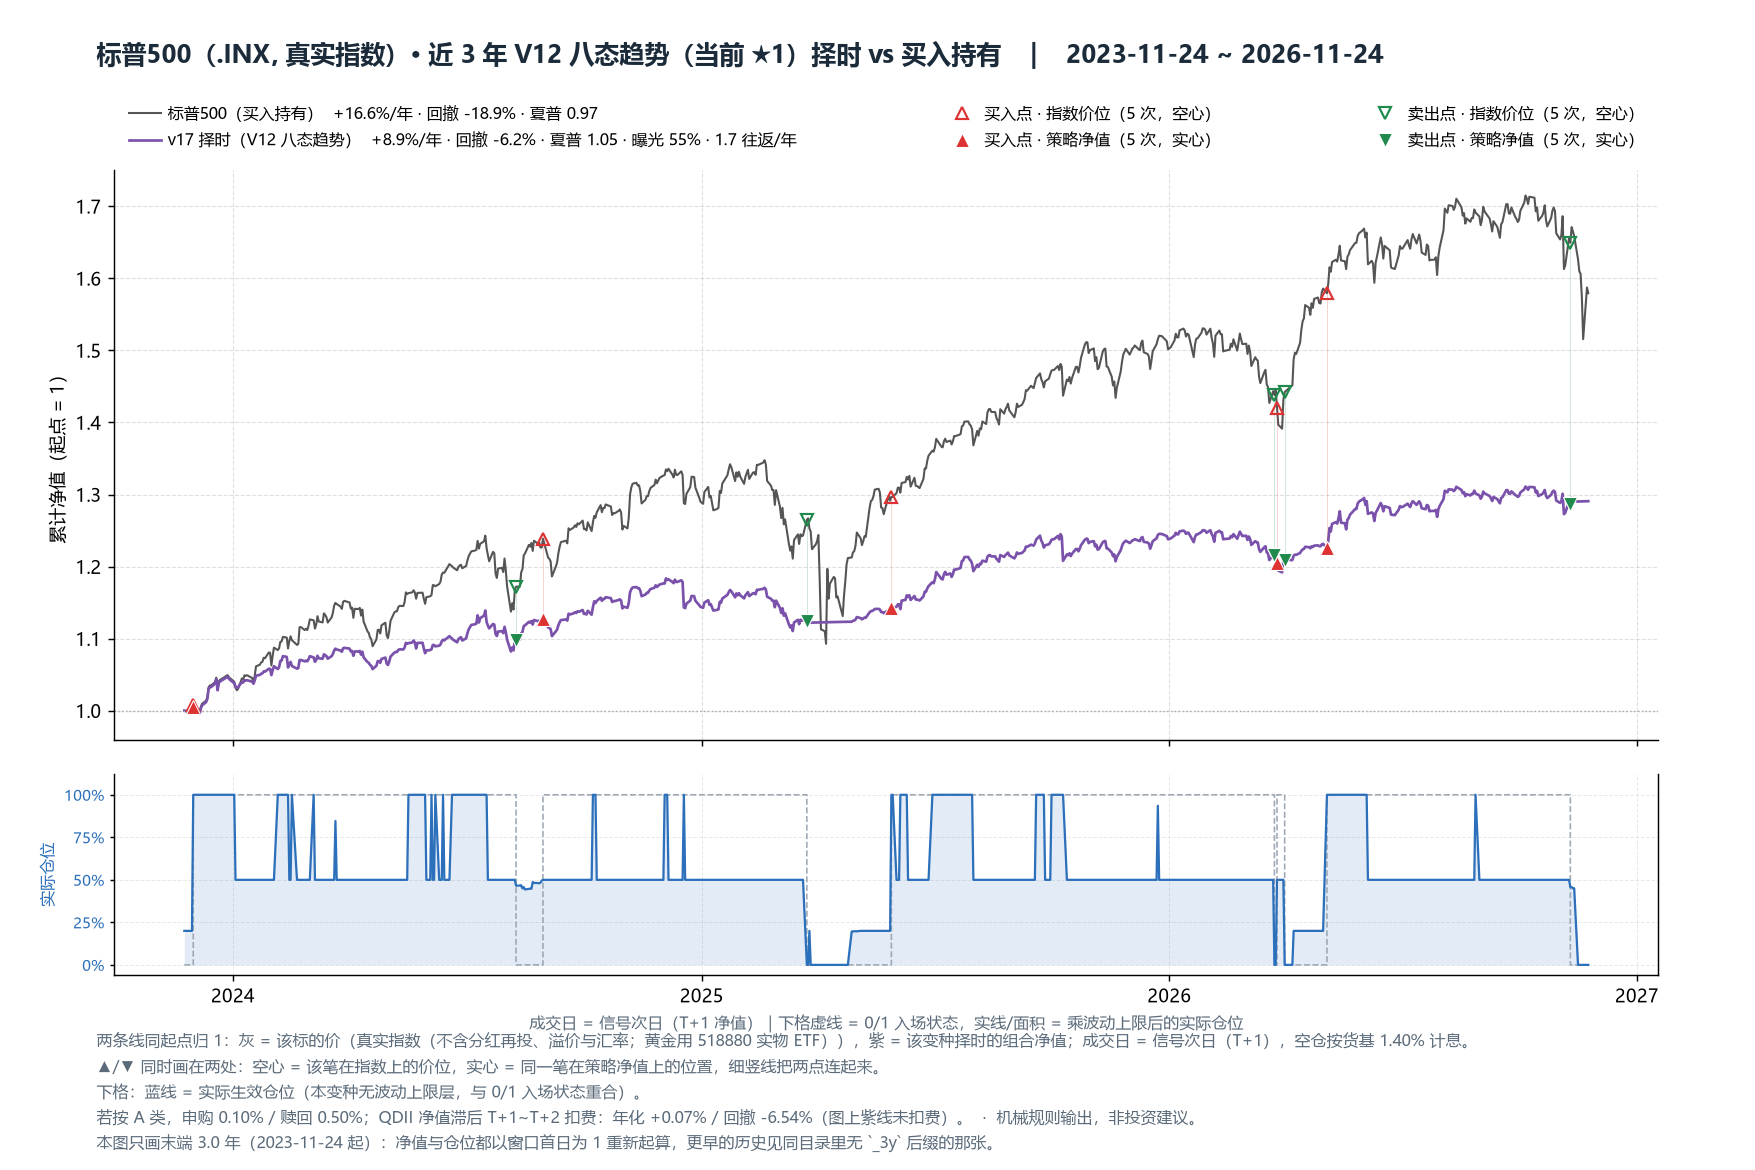 标普500（.INX, 真实指数）• 近 3 年 V12 八态趋势（当前 ★1）择时 vs 买入持有 | 2023-11-24 ~ 2026-11-24
标普500（买入持有） +16.6%/年 · 回撤 -18.9% · 夏普 0.97
v17 择时（V12 八态趋势） +8.9%/年 · 回撤 -6.2% · 夏普 1.05 · 曝光 55% · 1.7 往返/年
买入点 · 指数价位（5 次，空心）
买入点 · 策略净值（5 次，实心）
卖出点 · 指数价位（5 次，空心）
卖出点 · 策略净值（5 次，实心）
累计净值（起点 = 1）
1.7
1.6
1.5
1.4
1.3
1.2
1.1
1.0
实际仓位
100%
75%
50%
25%
0%
2024
2025
2026
2027
成交日 = 信号次日（T+1 净值）｜下格虚线 = 0/1 入场状态，实线/面积 = 乘波动上限后的实际仓位
两条线同起点归 1：灰 = 该标的价（真实指数（不含分红再投、溢价与汇率；黄金用 518880 实物 ETF）），紫 = 该变种择时的组合净值；成交日 = 信号次日（T+1），空仓按货基 1.40% 计息。
▲/▼ 同时画在两处：空心 = 该笔在指数上的价位，实心 = 同一笔在策略净值上的位置，细竖线把两点连起来。
下格：蓝线 = 实际生效仓位（本变种无波动上限层，与 0/1 入场状态重合）。
若按 A 类，申购 0.10% / 赎回 0.50%；QDII 净值滞后 T+1~T+2 扣费：年化 +0.07% / 回撤 -6.54%（图上紫线未扣费）。 · 机械规则输出，非投资建议。
本图只画末端 3.0 年（2023-11-24 起）：净值与仓位都以窗口首日为 1 重新起算，更早的历史见同目录里无 `_3y` 后缀的那张。